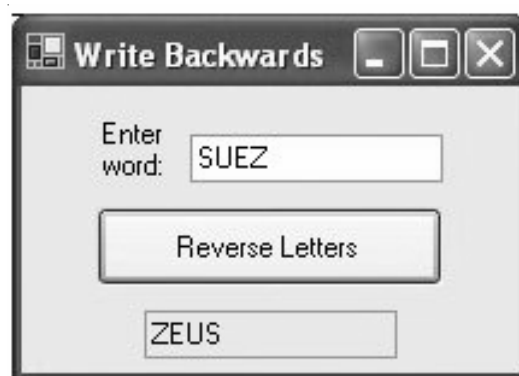 Write Backwards
Enter
word:
SUEZ
Reverse Letters
ZEUS